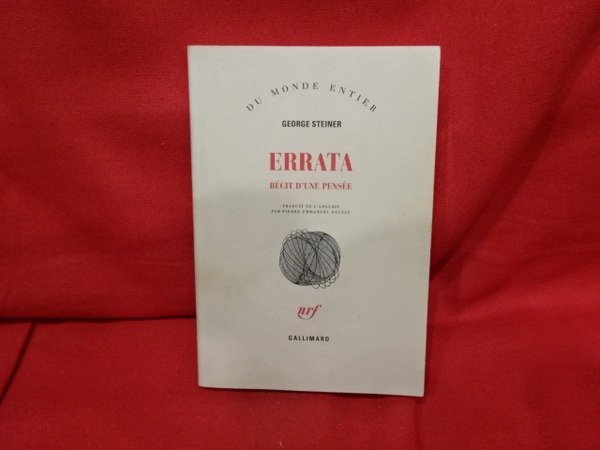 DU MONDE ENTIER
GEORGE STEINER
ERRATA
RÉCIT D'UNE PENSÉE
TRADUIT DE L'ANGLAIS
PAR PIERRE-EMMANUEL DAUZAT
nrf
GALLIMARD